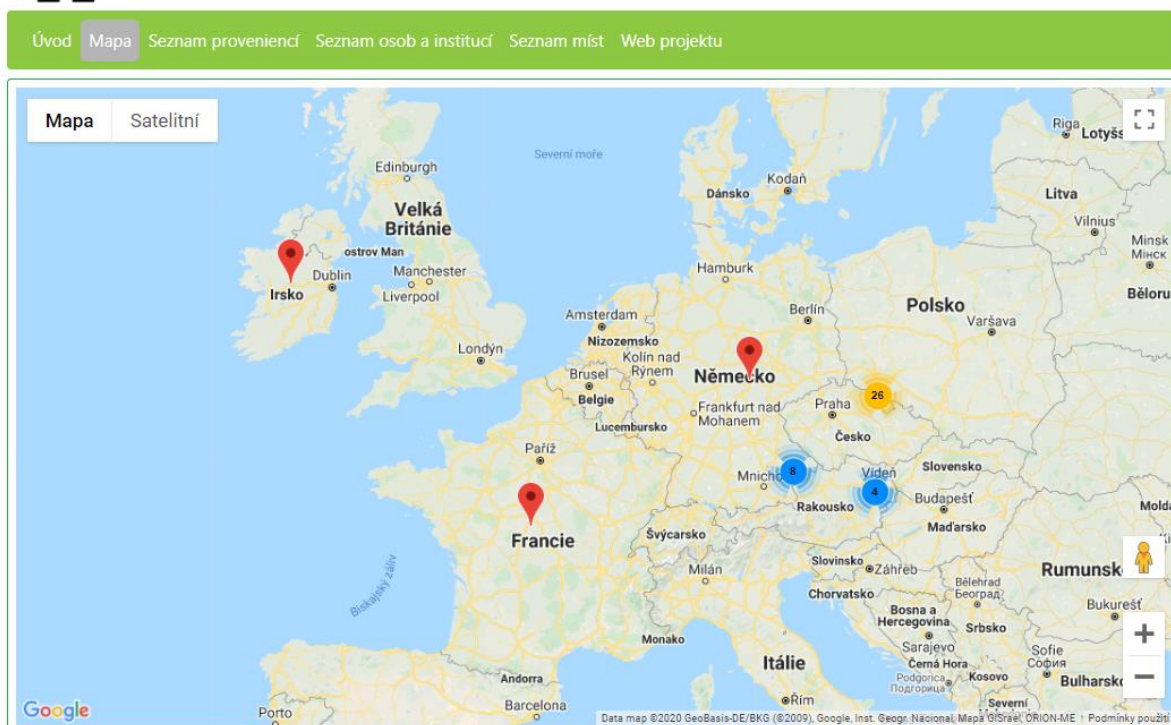 Úvod Mapa Seznam proveniencí Seznam osob a institucí Seznam míst Web projektu
Mapa Satelitní
Riga
Lotyšs
Severní moře
Edinburgh
Kodaň
Dánsko
Litva
Velká
Británie
Vilnius
ostrov Man
Minsk
Мінск
Dublin
Manchester
Hamburk
Irsko
Liverpool
Bělorus
Polsko
Berlín
Amsterdam
Varšava
Nizozemsko
Londýn
Kolín nad
Rýnem
Brusel
Německo
Belgie
26
Praha
Frankfurt nad
Mohanem
Lucembursko
Česko
Paříž
8
Vídeň
Slovensko
Mnichov
4
Budapešť
Rakousko
Moldav
Maďarsko
Švýcarsko
Francie
Slovinsko
Záhřeb
Milán
Rumunsk
Bělehrad
Београд
Chorvatsko
Biskajský záliv
Bosna a
Hercegovina
Bukurešť
Srbsko
Monako
Sarajevo
Sofie
София
Itálie
Černá Hora
Andorra
Podgorica
Подгорица
Kosovo
Bulharsko
Řím
Barcelona
Porto
Google
Data map ©2020 GeoBasis-DE/BKG (©2009), Google, Inst. Geogr. Nacional, Mapa GISrael, ORION-ME
Podmínky použití